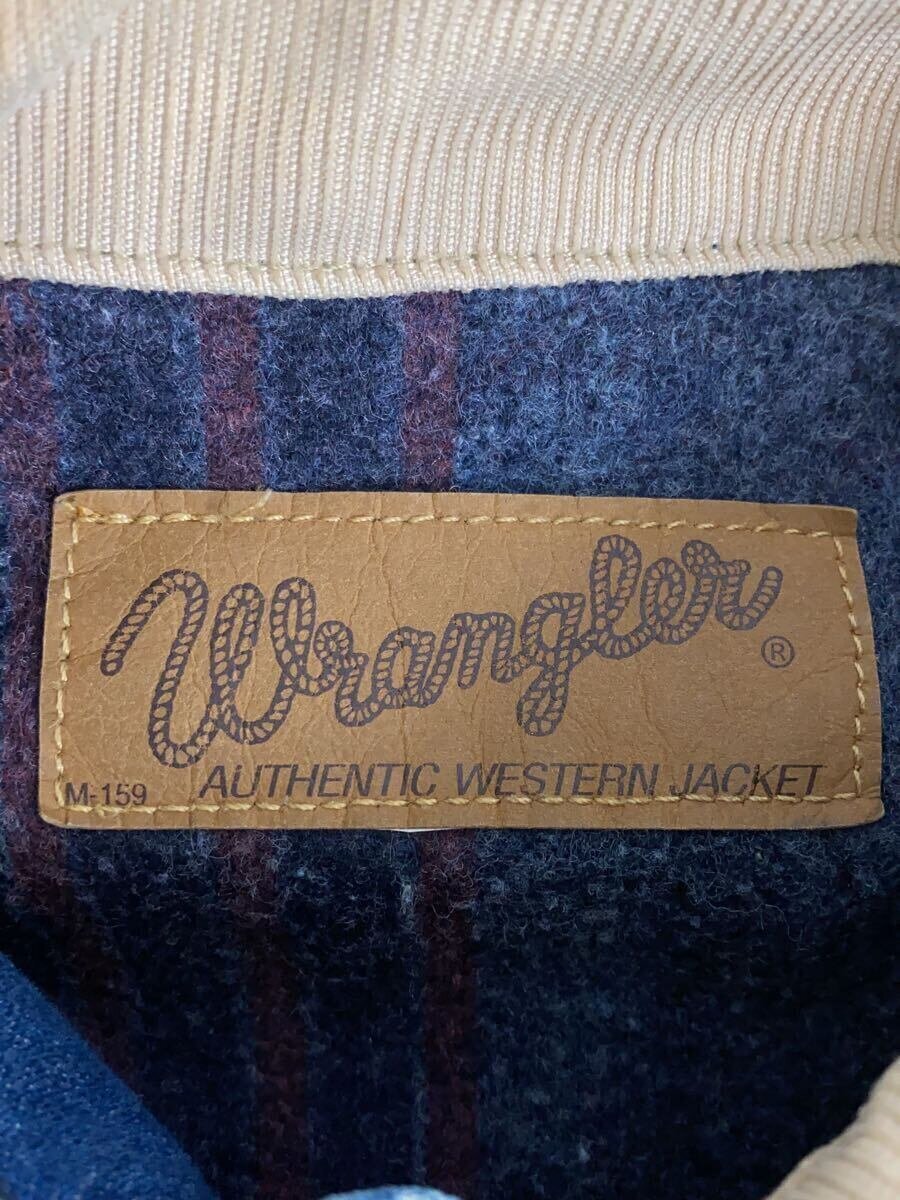 Wrangler®
M-159 AUTHENTIC WESTERN JACKET